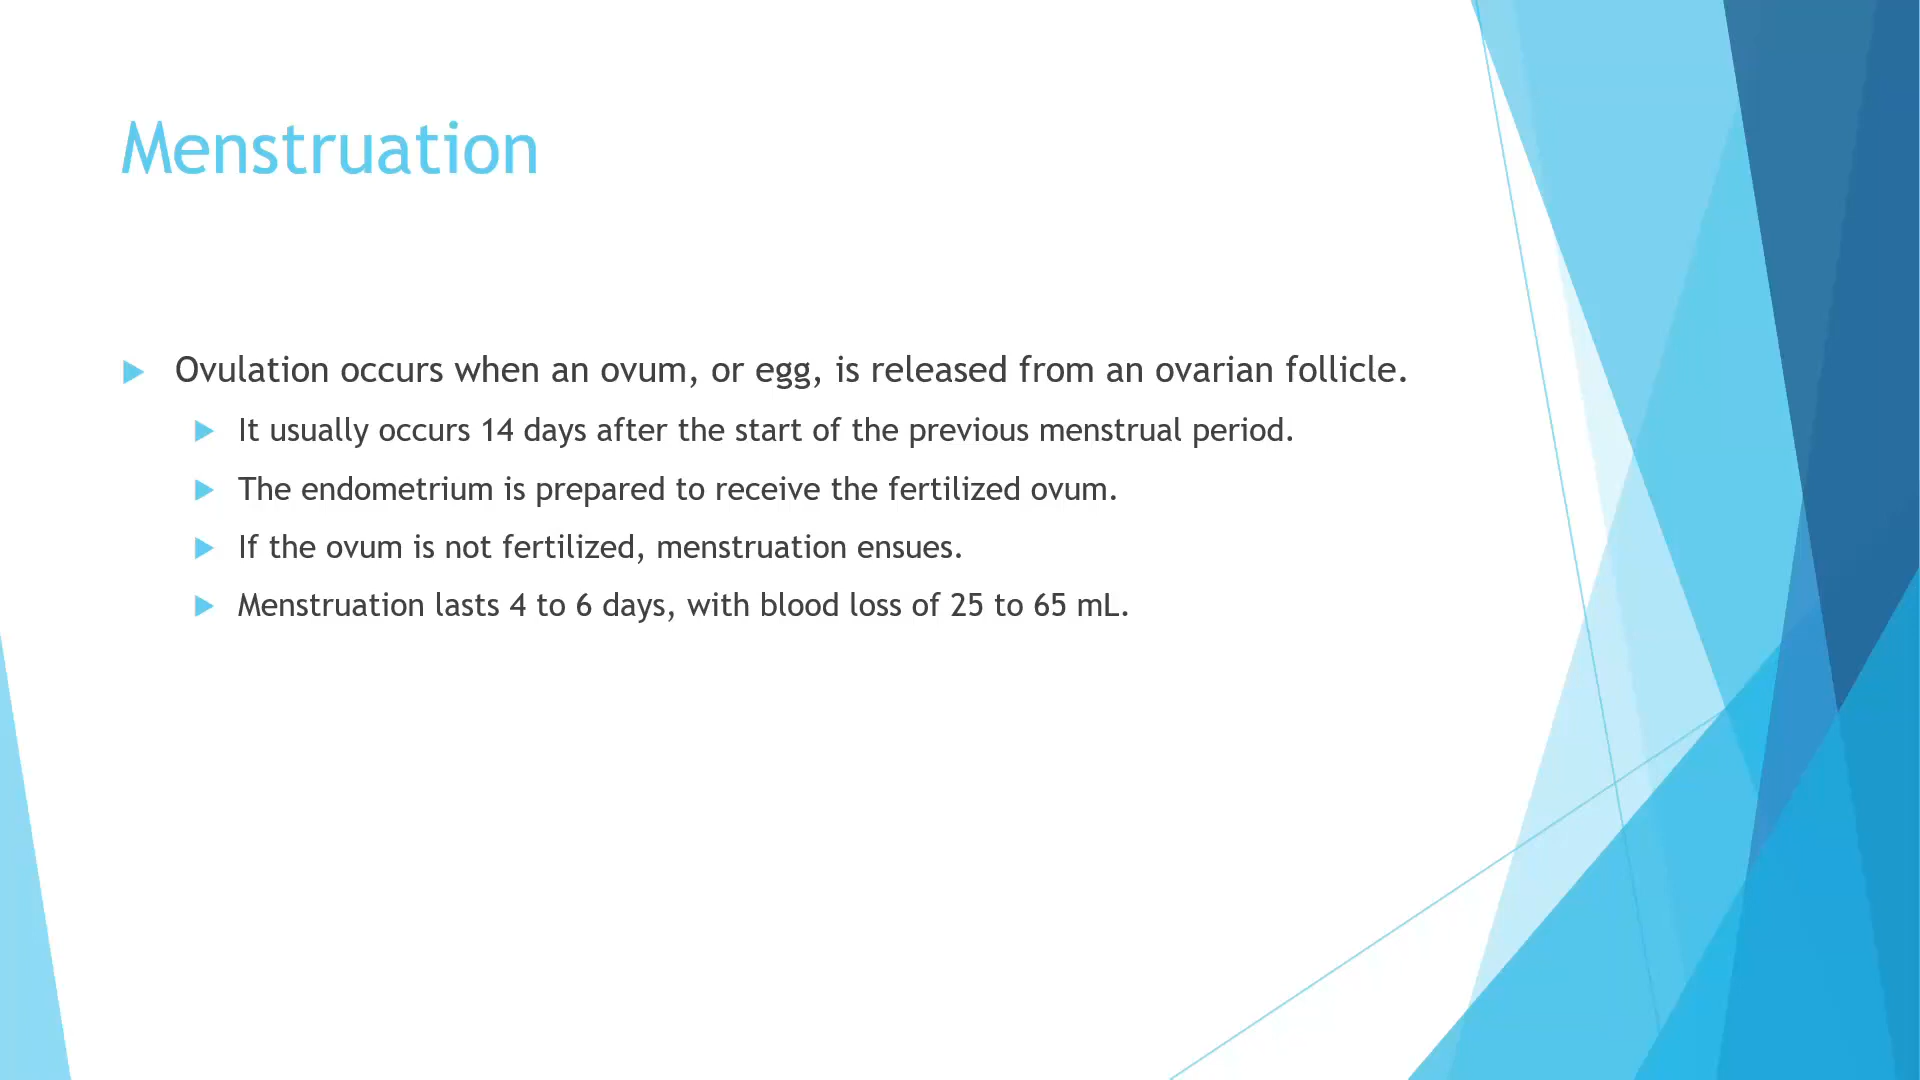 Menstruation
Ovulation occurs when an ovum, or egg, is released from an ovarian follicle.
It usually occurs 14 days after the start of the previous menstrual period.
The endometrium is prepared to receive the fertilized ovum.
If the ovum is not fertilized, menstruation ensues.
Menstruation lasts 4 to 6 days, with blood loss of 25 to 65 mL.